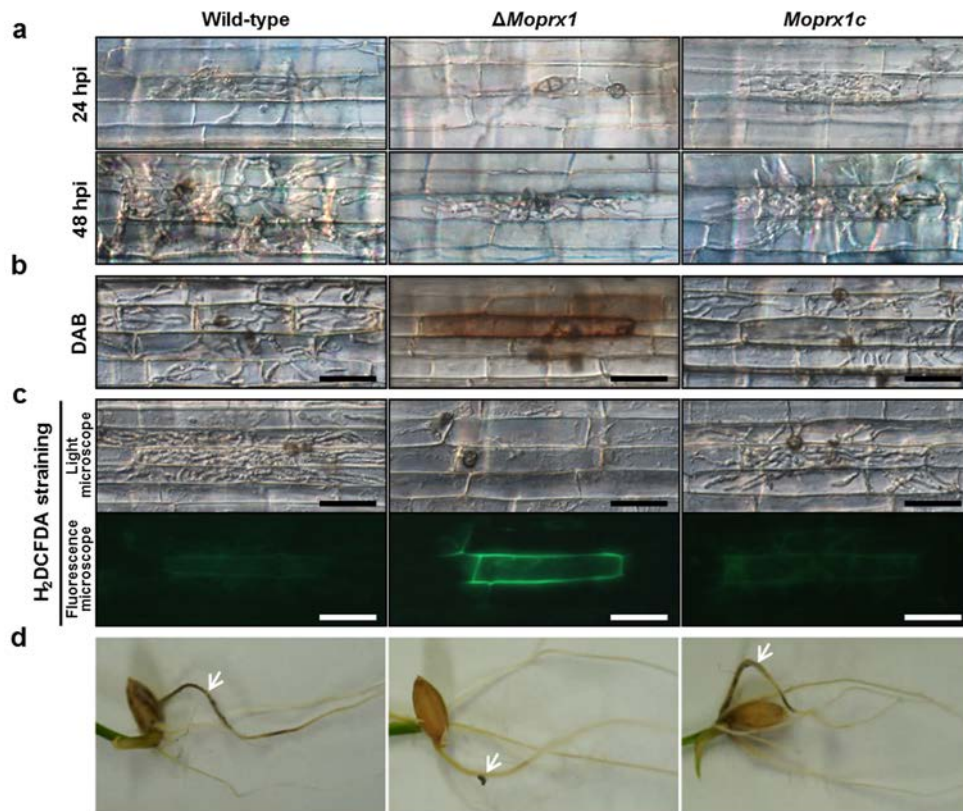 Wild-type ΔMoprx1 Moprx1c
a
24 hpi
48 hpi
b
DAB
c
H₂DCFDA straining
Light microscope
Fluorescence microscope
d